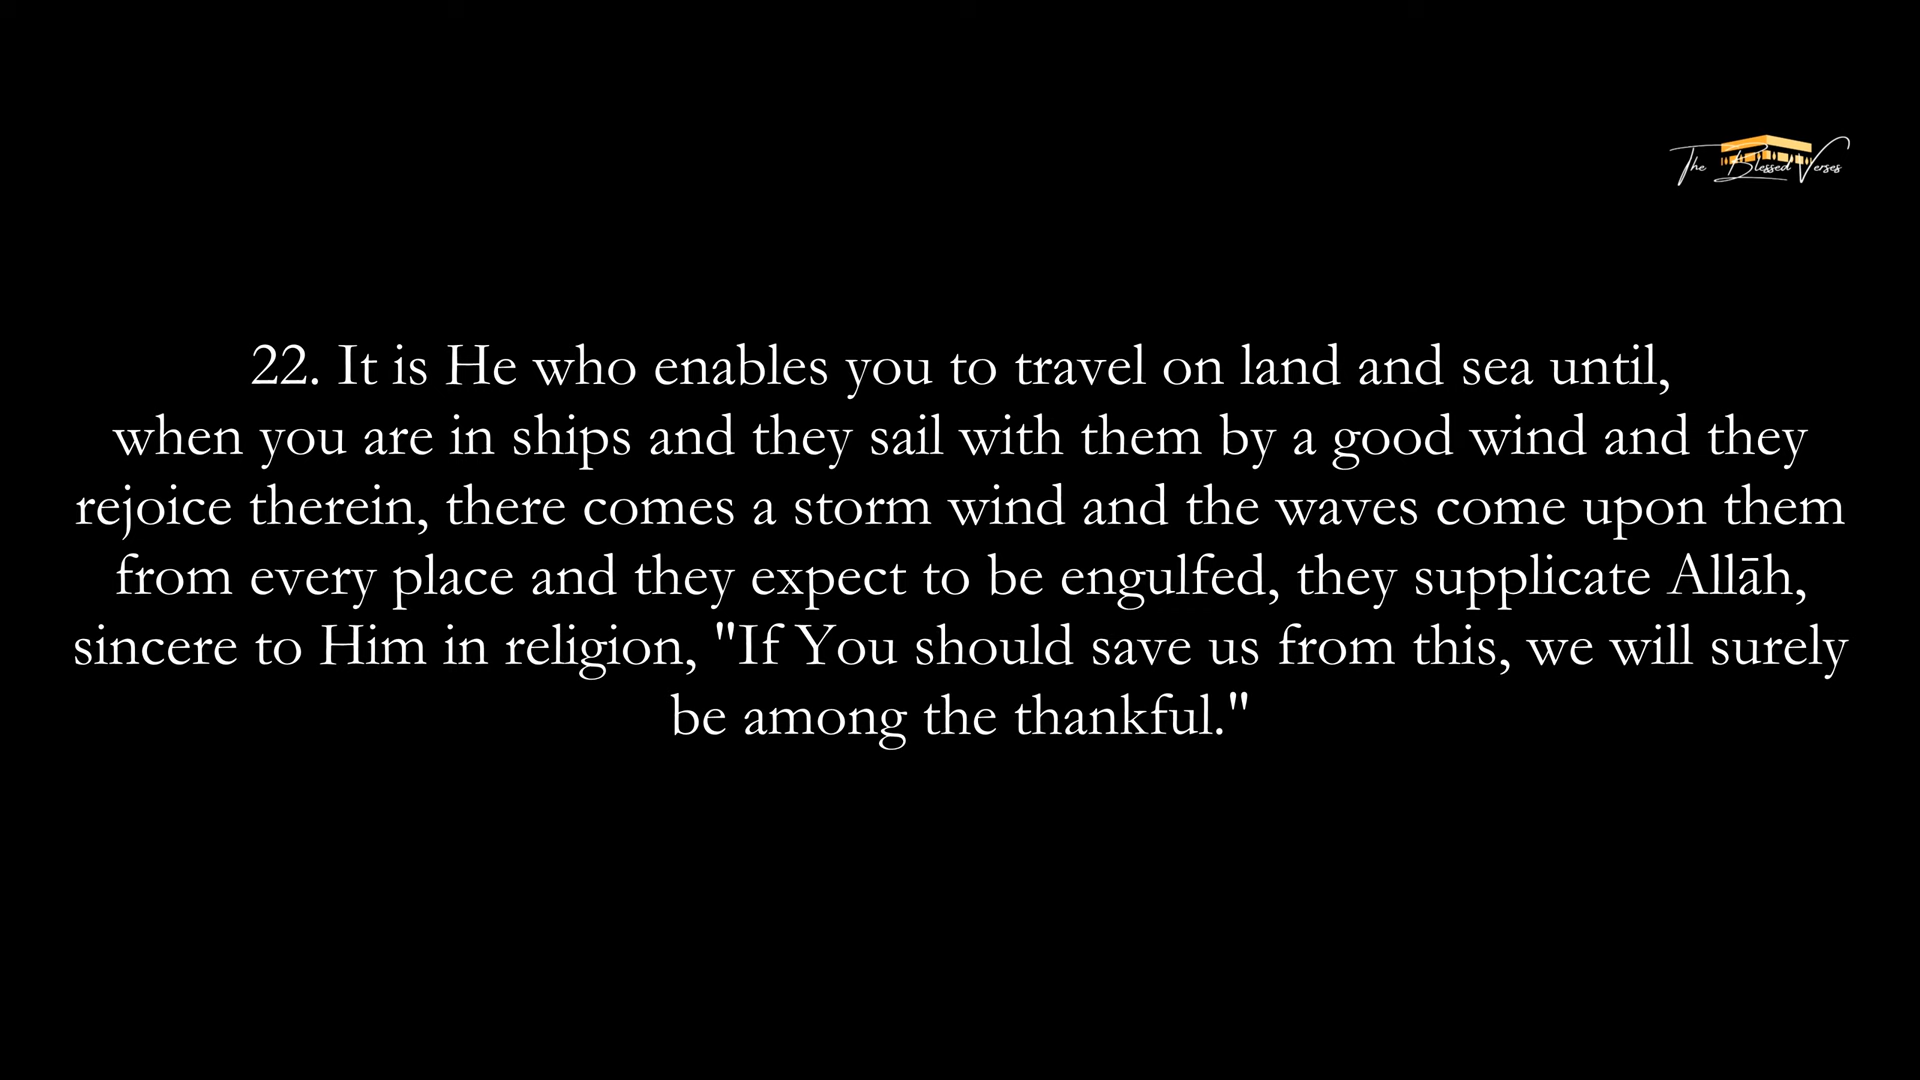 The Blessed Verses
22. It is He who enables you to travel on land and sea until,
when you are in ships and they sail with them by a good wind and they
rejoice therein, there comes a storm wind and the waves come upon them
from every place and they expect to be engulfed, they supplicate Allāh,
sincere to Him in religion, "If You should save us from this, we will surely
be among the thankful."